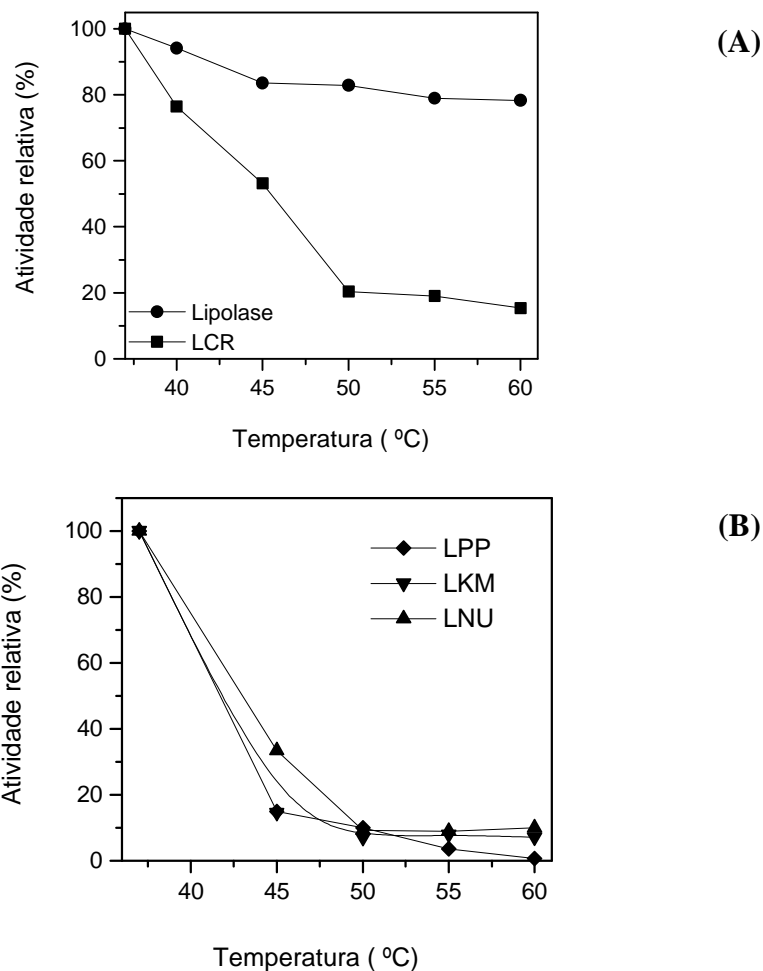 (A)
100
80
60
40
20
0
Atividade relativa (%)
Lipolase
LCR
40
45
50
55
60
Temperatura ( ºC)
(B)
100
80
60
40
20
0
Atividade relativa (%)
LPP
LKM
LNU
40
45
50
55
60
Temperatura ( ºC)